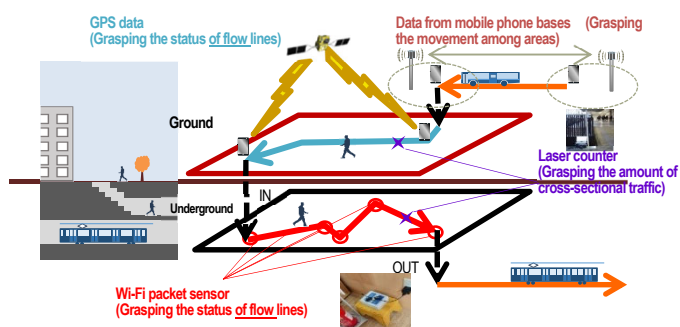 GPS data
(Grasping the status of flow lines)
Data from mobile phone bases (Grasping
the movement among areas)
Ground
Laser counter
(Grasping the amount of
cross-sectional traffic)
IN
Underground
OUT
Wi-Fi packet sensor
(Grasping the status of flow lines)